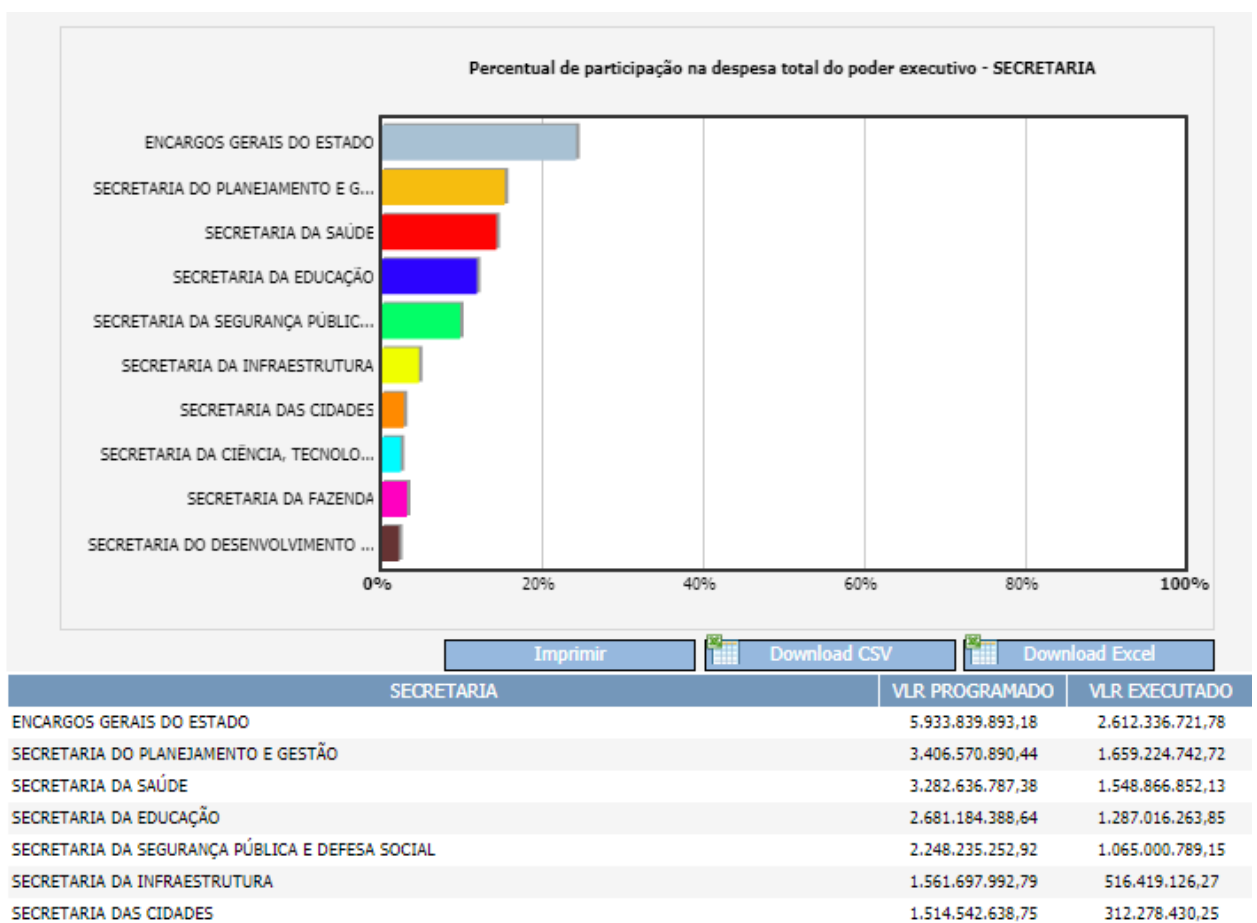 Percentual de participação na despesa total do poder executivo - SECRETARIA
ENCARGOS GERAIS DO ESTADO
SECRETARIA DO PLANEJAMENTO E G...
SECRETARIA DA SAÚDE
SECRETARIA DA EDUCAÇÃO
SECRETARIA DA SEGURANÇA PÚBLIC...
SECRETARIA DA INFRAESTRUTURA
SECRETARIA DAS CIDADES
SECRETARIA DA CIÊNCIA, TECNOLO...
SECRETARIA DA FAZENDA
SECRETARIA DO DESENVOLVIMENTO ...
0% 20% 40% 60% 80% 100%
Imprimir Download CSV Download Excel
SECRETARIA VLR PROGRAMADO VLR EXECUTADO
ENCARGOS GERAIS DO ESTADO 5.933.839.893,18 2.612.336.721,78
SECRETARIA DO PLANEJAMENTO E GESTÃO 3.406.570.890,44 1.659.224.742,72
SECRETARIA DA SAÚDE 3.282.636.787,38 1.548.866.852,13
SECRETARIA DA EDUCAÇÃO 2.681.184.388,64 1.287.016.263,85
SECRETARIA DA SEGURANÇA PÚBLICA E DEFESA SOCIAL 2.248.235.252,92 1.065.000.789,15
SECRETARIA DA INFRAESTRUTURA 1.561.697.992,79 516.419.126,27
SECRETARIA DAS CIDADES 1.514.542.638,75 312.278.430,25